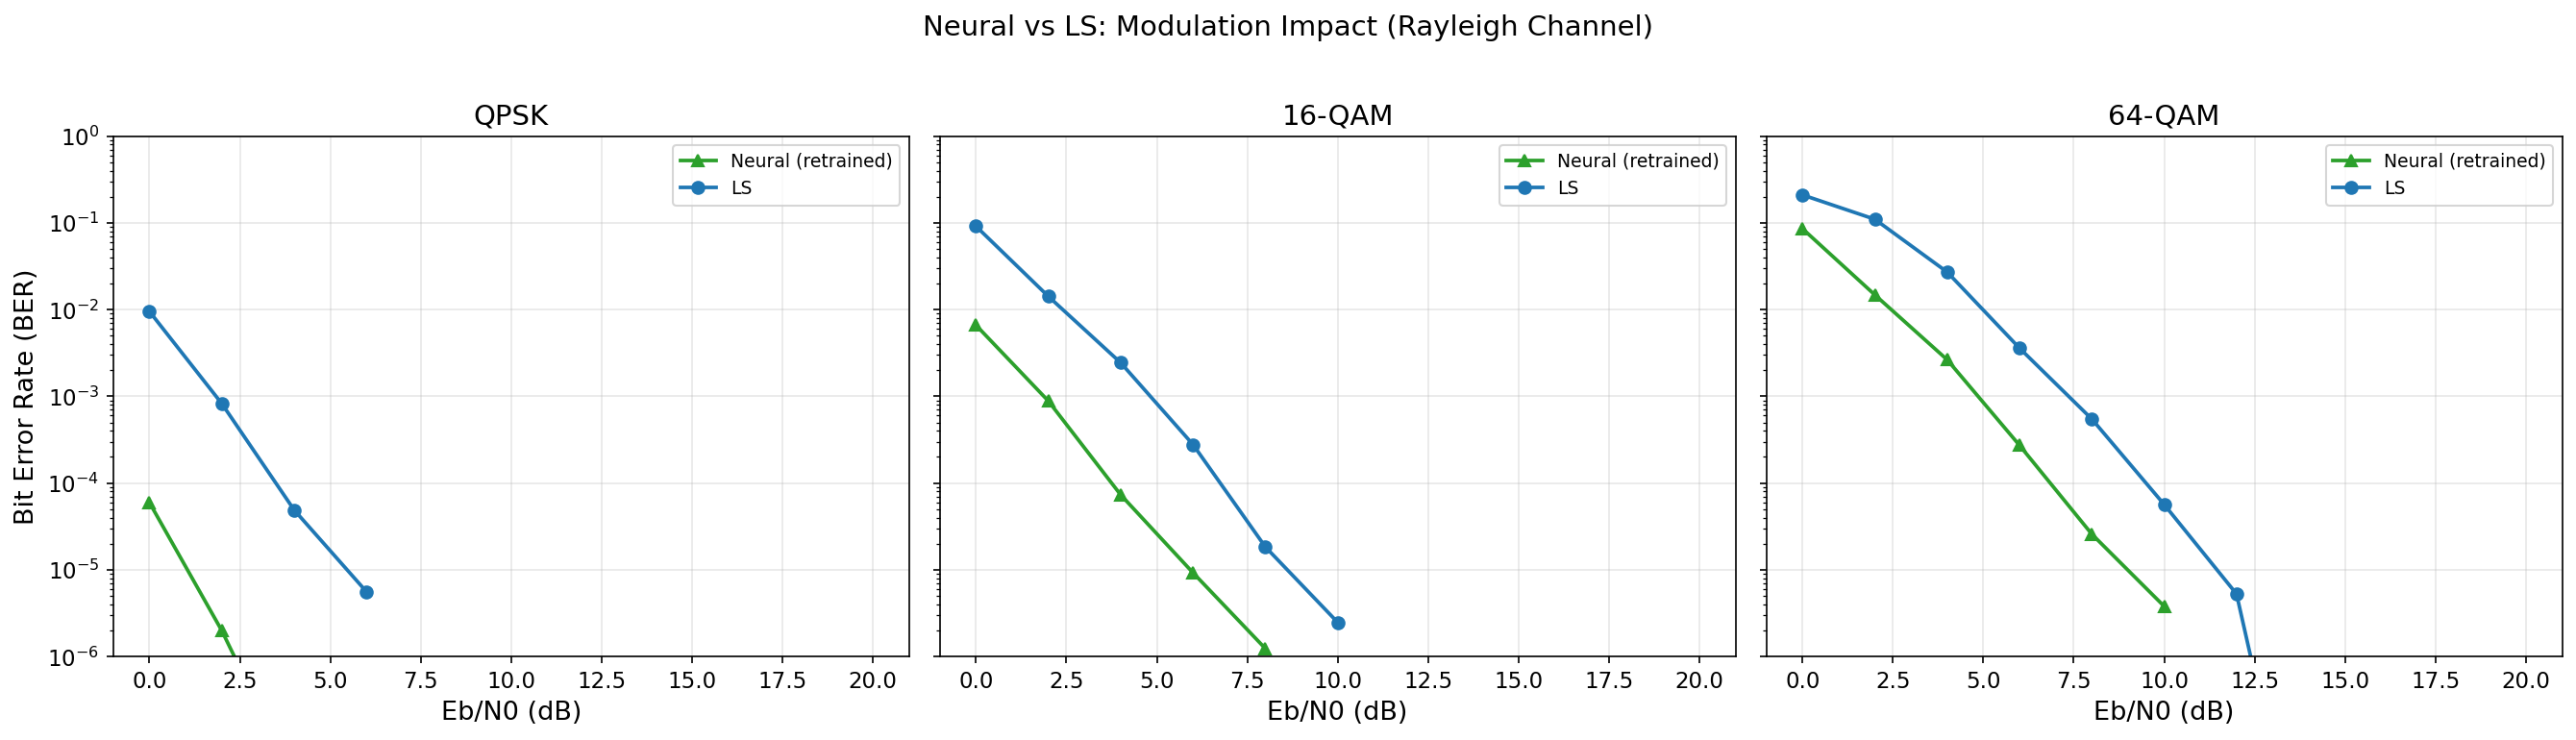 Neural vs LS: Modulation Impact (Rayleigh Channel)
QPSK
16-QAM
64-QAM
Bit Error Rate (BER)
10⁰
10⁻¹
10⁻²
10⁻³
10⁻⁴
10⁻⁵
10⁻⁶
Neural (retrained)
LS
0.0 2.5 5.0 7.5 10.0 12.5 15.0 17.5 20.0
Eb/N0 (dB)
Neural (retrained)
LS
0.0 2.5 5.0 7.5 10.0 12.5 15.0 17.5 20.0
Eb/N0 (dB)
Neural (retrained)
LS
0.0 2.5 5.0 7.5 10.0 12.5 15.0 17.5 20.0
Eb/N0 (dB)